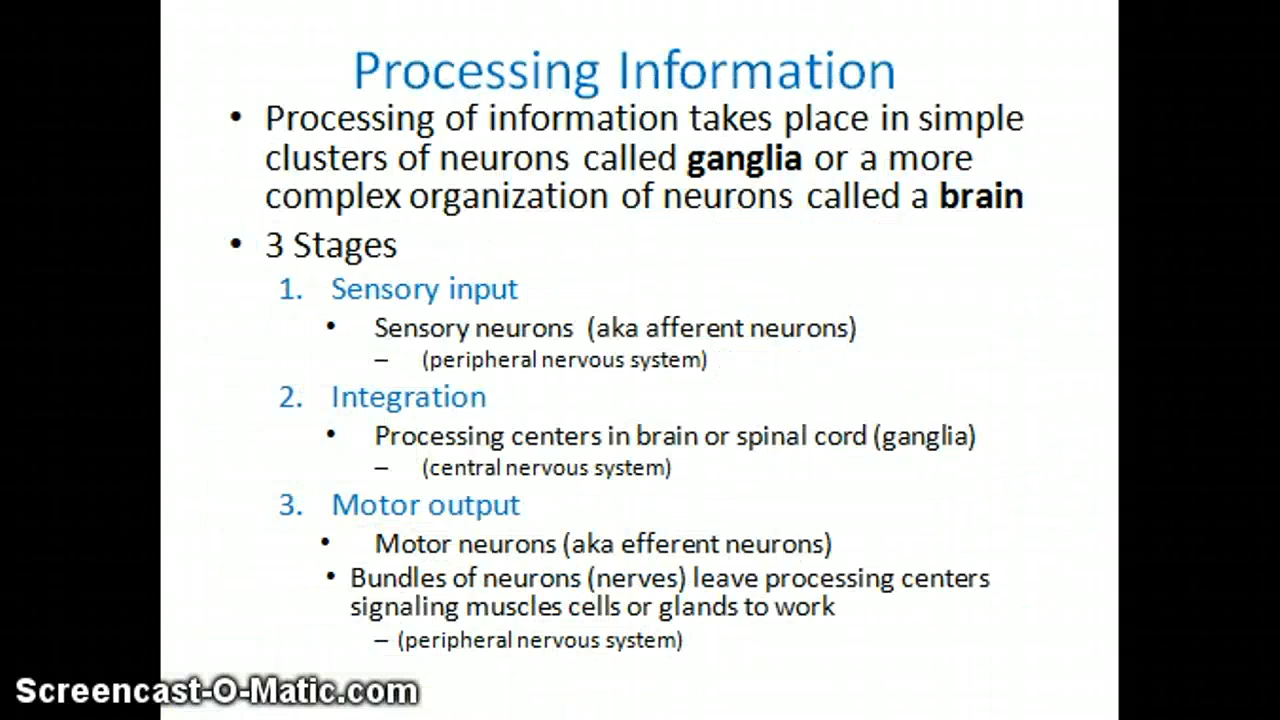 Processing Information
• Processing of information takes place in simple
clusters of neurons called ganglia or a more
complex organization of neurons called a brain
• 3 Stages
1. Sensory input
• Sensory neurons (aka afferent neurons)
– (peripheral nervous system)
2. Integration
• Processing centers in brain or spinal cord (ganglia)
– (central nervous system)
3. Motor output
• Motor neurons (aka efferent neurons)
• Bundles of neurons (nerves) leave processing centers
signaling muscles cells or glands to work
– (peripheral nervous system)
Screencast-O-Matic.com